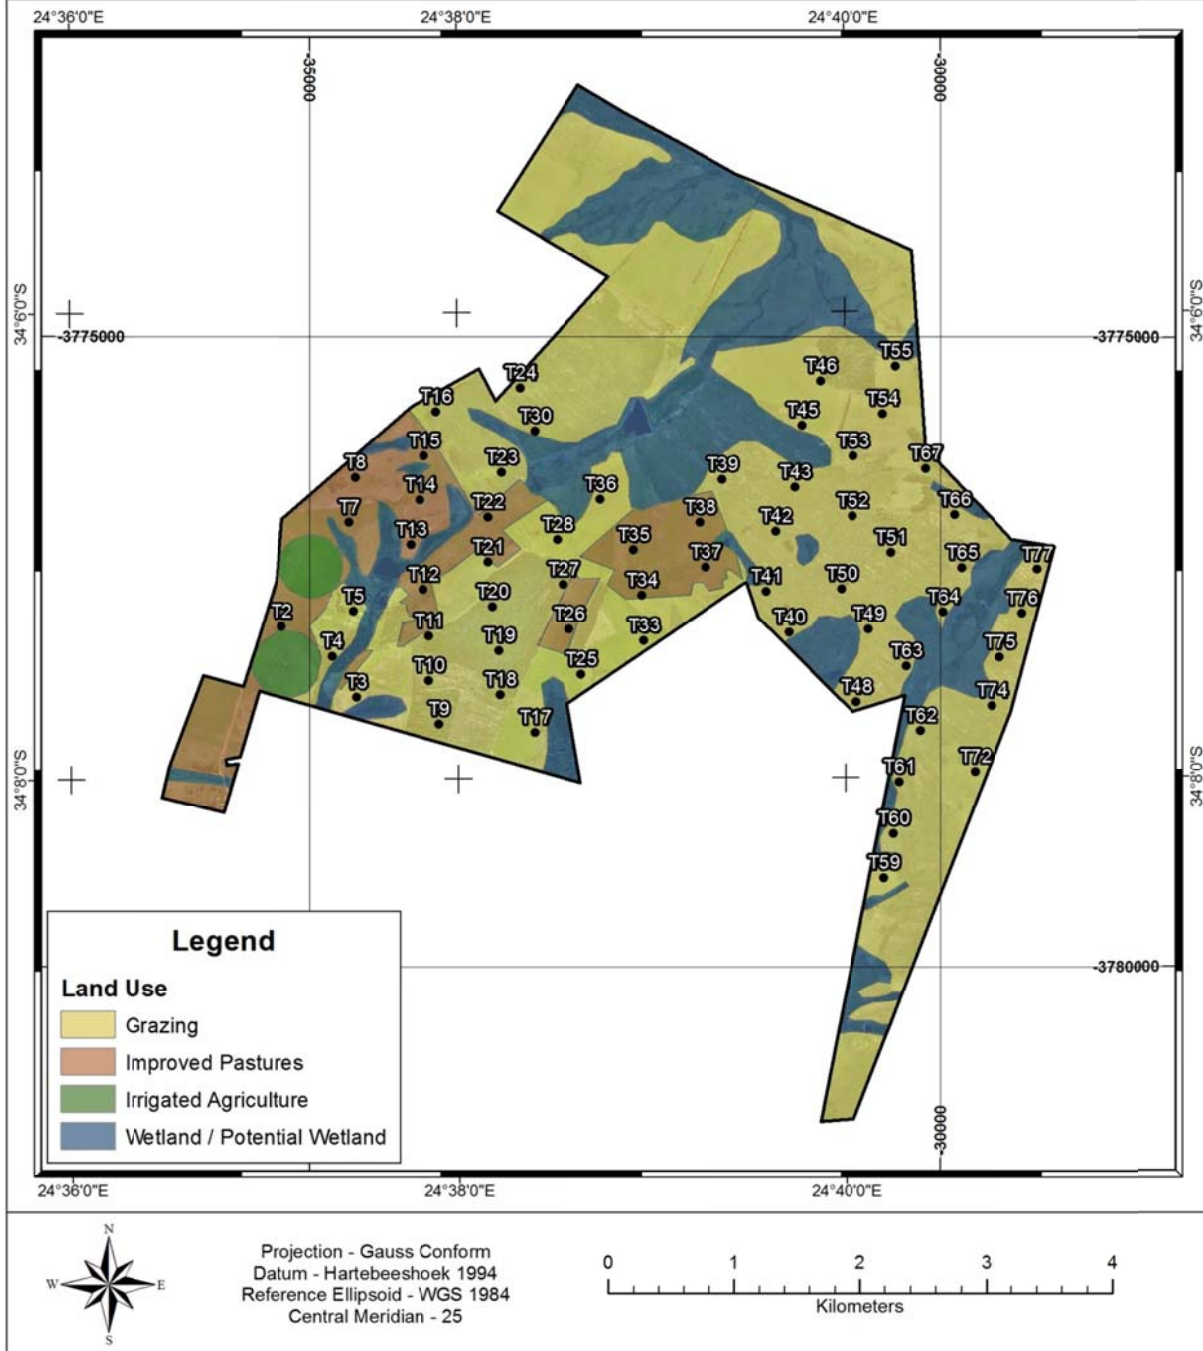 24°36'0"E 24°38'0"E 24°40'0"E
-35000 -30000
34°6'0"S 34°6'0"S
-3775000 -3775000
T55
T46
T24
T54
T16
T45
T30
T15 T53
T23 T67
T8
T39
T43
T14 T36
T22 T66
T7 T38 T52
T42
T13 T28
T35 T51
T21 T65 T77
T37
T27
T12 T41 T50
T34
T5 T20 T64 T76
T2 T26 T40 T49
T11 T33
T4 T19 T75
T63
T10 T25
T3 T18 T48 T74
T9 T17 T62
34°8'0"S 34°8'0"S
T72
T61
T60
T59
-3780000
-30000
Legend
Land Use
Grazing
Improved Pastures
Irrigated Agriculture
Wetland / Potential Wetland
24°36'0"E 24°38'0"E 24°40'0"E
N
W E
S
Projection - Gauss Conform
Datum - Hartebeeshoek 1994
Reference Ellipsoid - WGS 1984
Central Meridian - 25
0 1 2 3 4
Kilometers